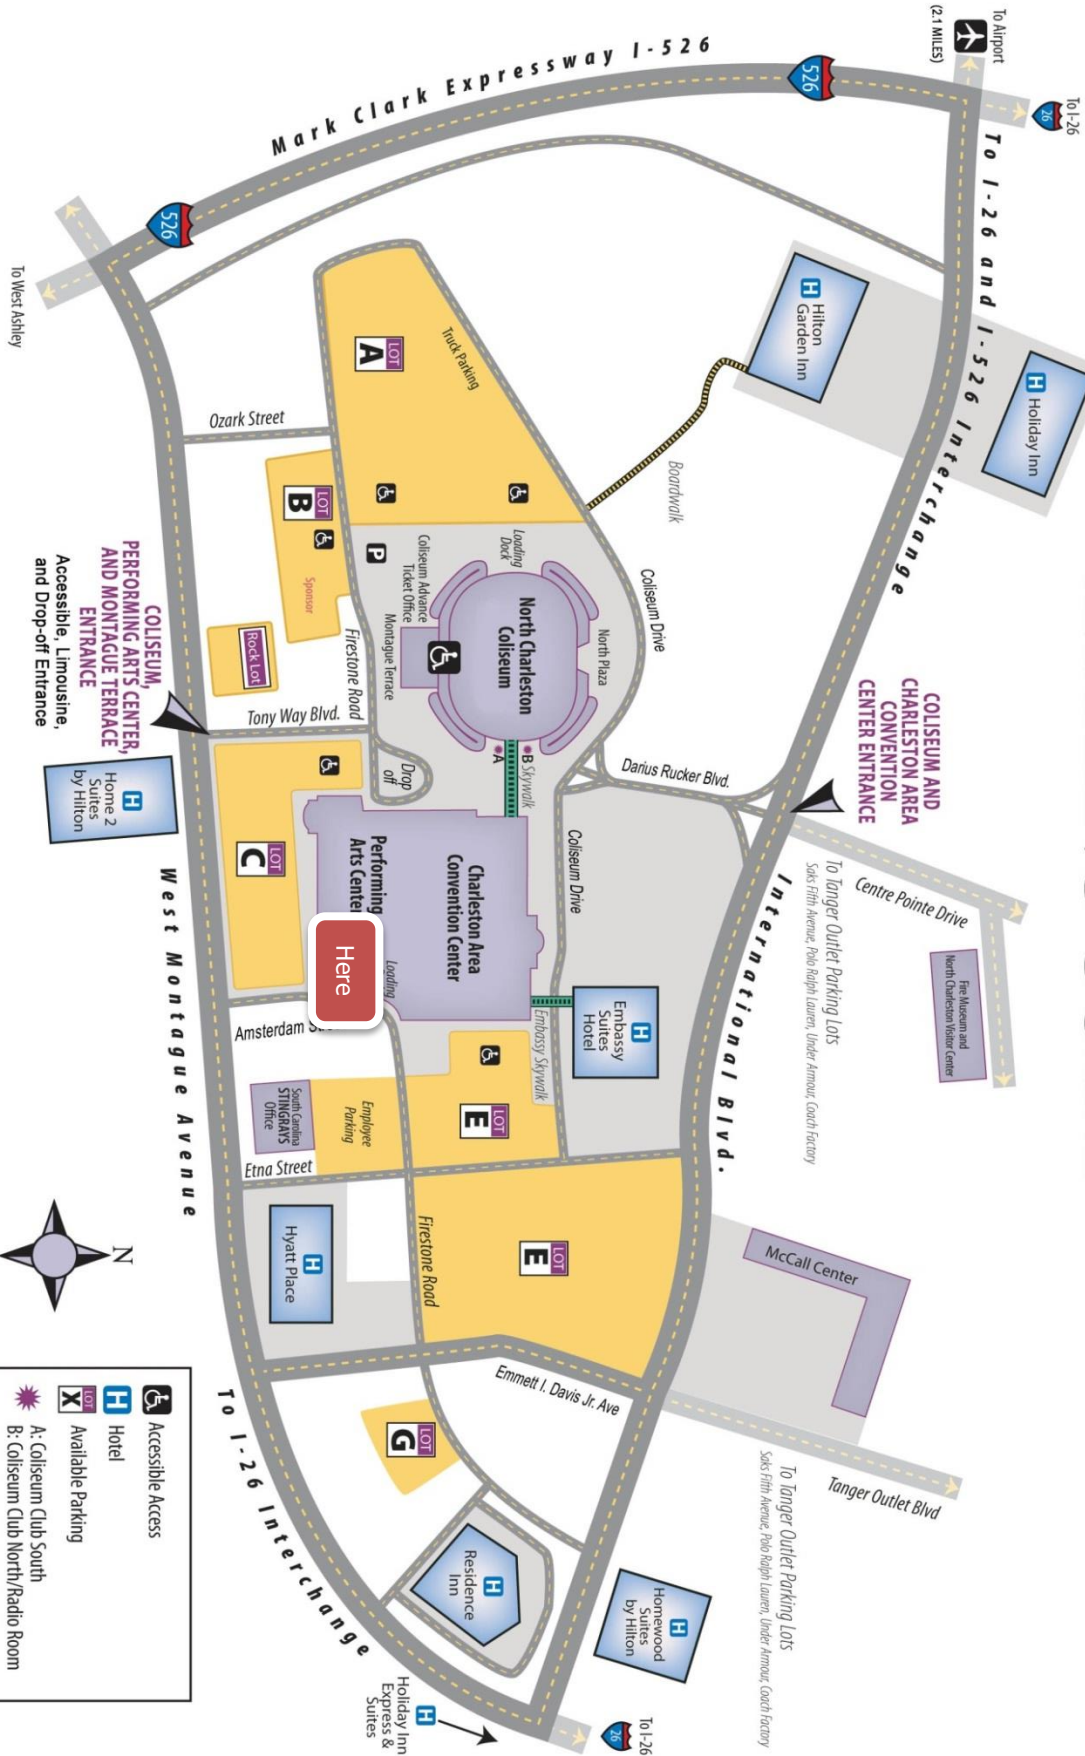 To Airport
(2.1 MILES)
To I-26
26
Mark Clark Expressway I-526
526
To I-26 and I-526 Interchange
526
To West Ashley
H Hilton
Garden Inn
H Holiday Inn
Truck Parking
LOT
A
Boardwalk
Ozark Street
LOT
B
Sponsor
P
Loading
Dock
Coliseum Advance
Ticket Office
Montague Terrace
North Charleston
Coliseum
North Plaza
Coliseum Drive
COLISEUM,
PERFORMING ARTS CENTER,
AND MONTAGUE TERRACE
ENTRANCE
Accessible, Limousine,
and Drop-off Entrance
Rock Lot
Firestone Road
Tony Way Blvd.
Drop
off
A
B
Skywalk
Darius Rucker Blvd.
COLISEUM AND
CHARLESTON AREA
CONVENTION
CENTER ENTRANCE
H
Home 2
Suites
by Hilton
LOT
C
Performing
Arts Center
Charleston Area
Convention Center
Coliseum Drive
To Tanger Outlet Parking Lots
Saks Fifth Avenue, Polo Ralph Lauren, Under Armour, Coach Factory
Centre Pointe Drive
Fire Museum and
North Charleston Visitor Center
West Montague Avenue
International Blvd.
Here
Loading
Amsterdam
Embassy Skywalk
H
Embassy
Suites
Hotel
South Carolina
STINGRAYS
Office
Employee
Parking
LOT
E
Etna Street
H
Hyatt Place
Firestone Road
LOT
E
McCall Center
N
Emmett I. Davis Jr. Ave
Tanger Outlet Blvd
To Tanger Outlet Parking Lots
Saks Fifth Avenue, Polo Ralph Lauren, Under Armour, Coach Factory
To I-26 Interchange
LOT
G
H
Residence
Inn
H
Homewood
Suites
by Hilton
H
Holiday Inn
Express &
Suites
To I-26
26
Accessible Access
H Hotel
LOT
X
Available Parking
A: Coliseum Club South
B: Coliseum Club North/Radio Room